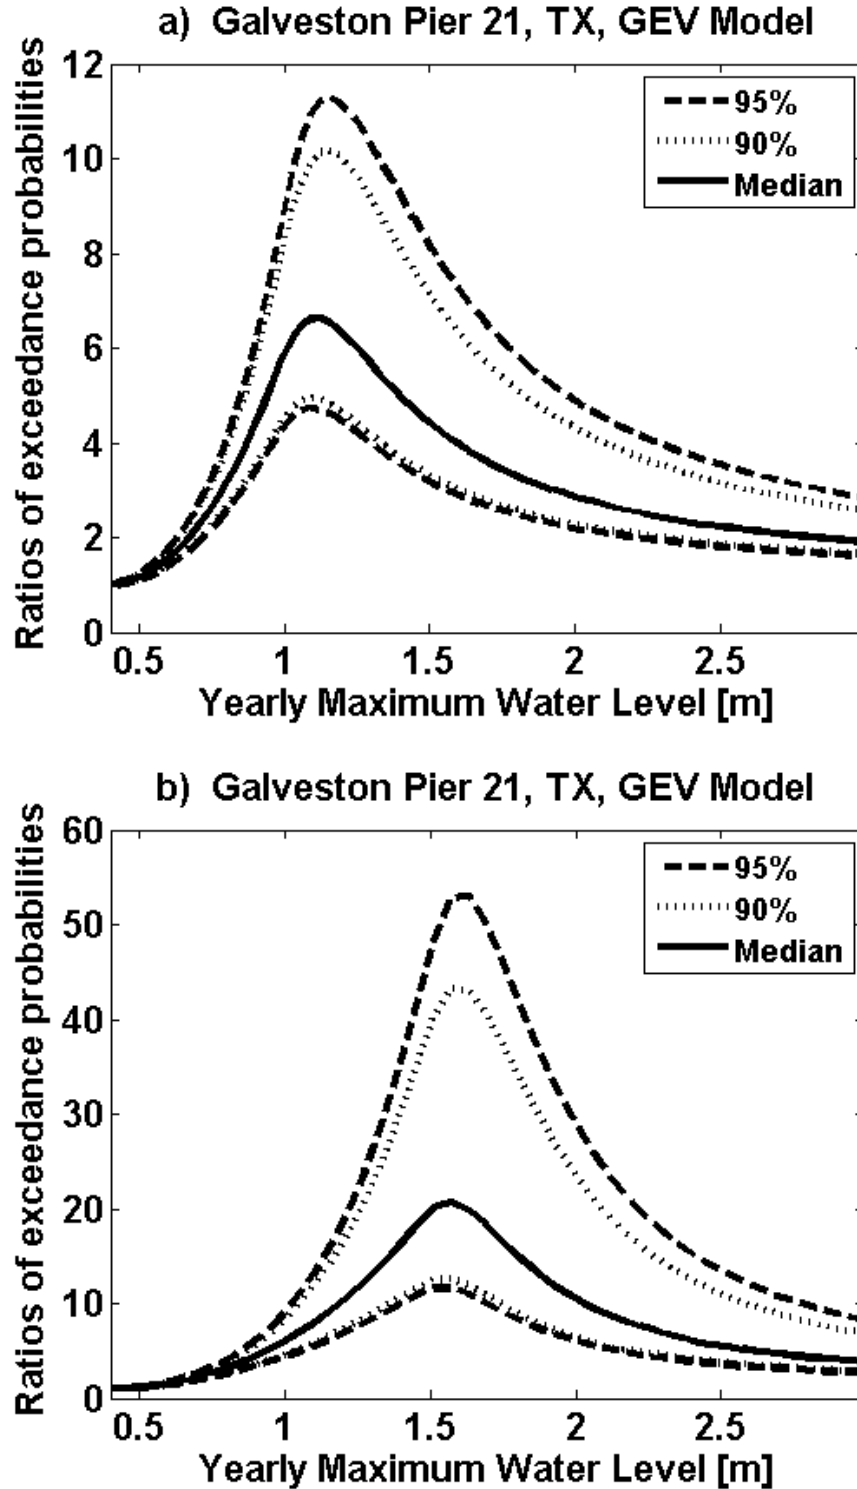 a) Galveston Pier 21, TX, GEV Model
Ratios of exceedance probabilities
12
10
8
6
4
2
0
95%
90%
Median
0.5 1 1.5 2 2.5
Yearly Maximum Water Level [m]
b) Galveston Pier 21, TX, GEV Model
Ratios of exceedance probabilities
60
50
40
30
20
10
0
95%
90%
Median
0.5 1 1.5 2 2.5
Yearly Maximum Water Level [m]